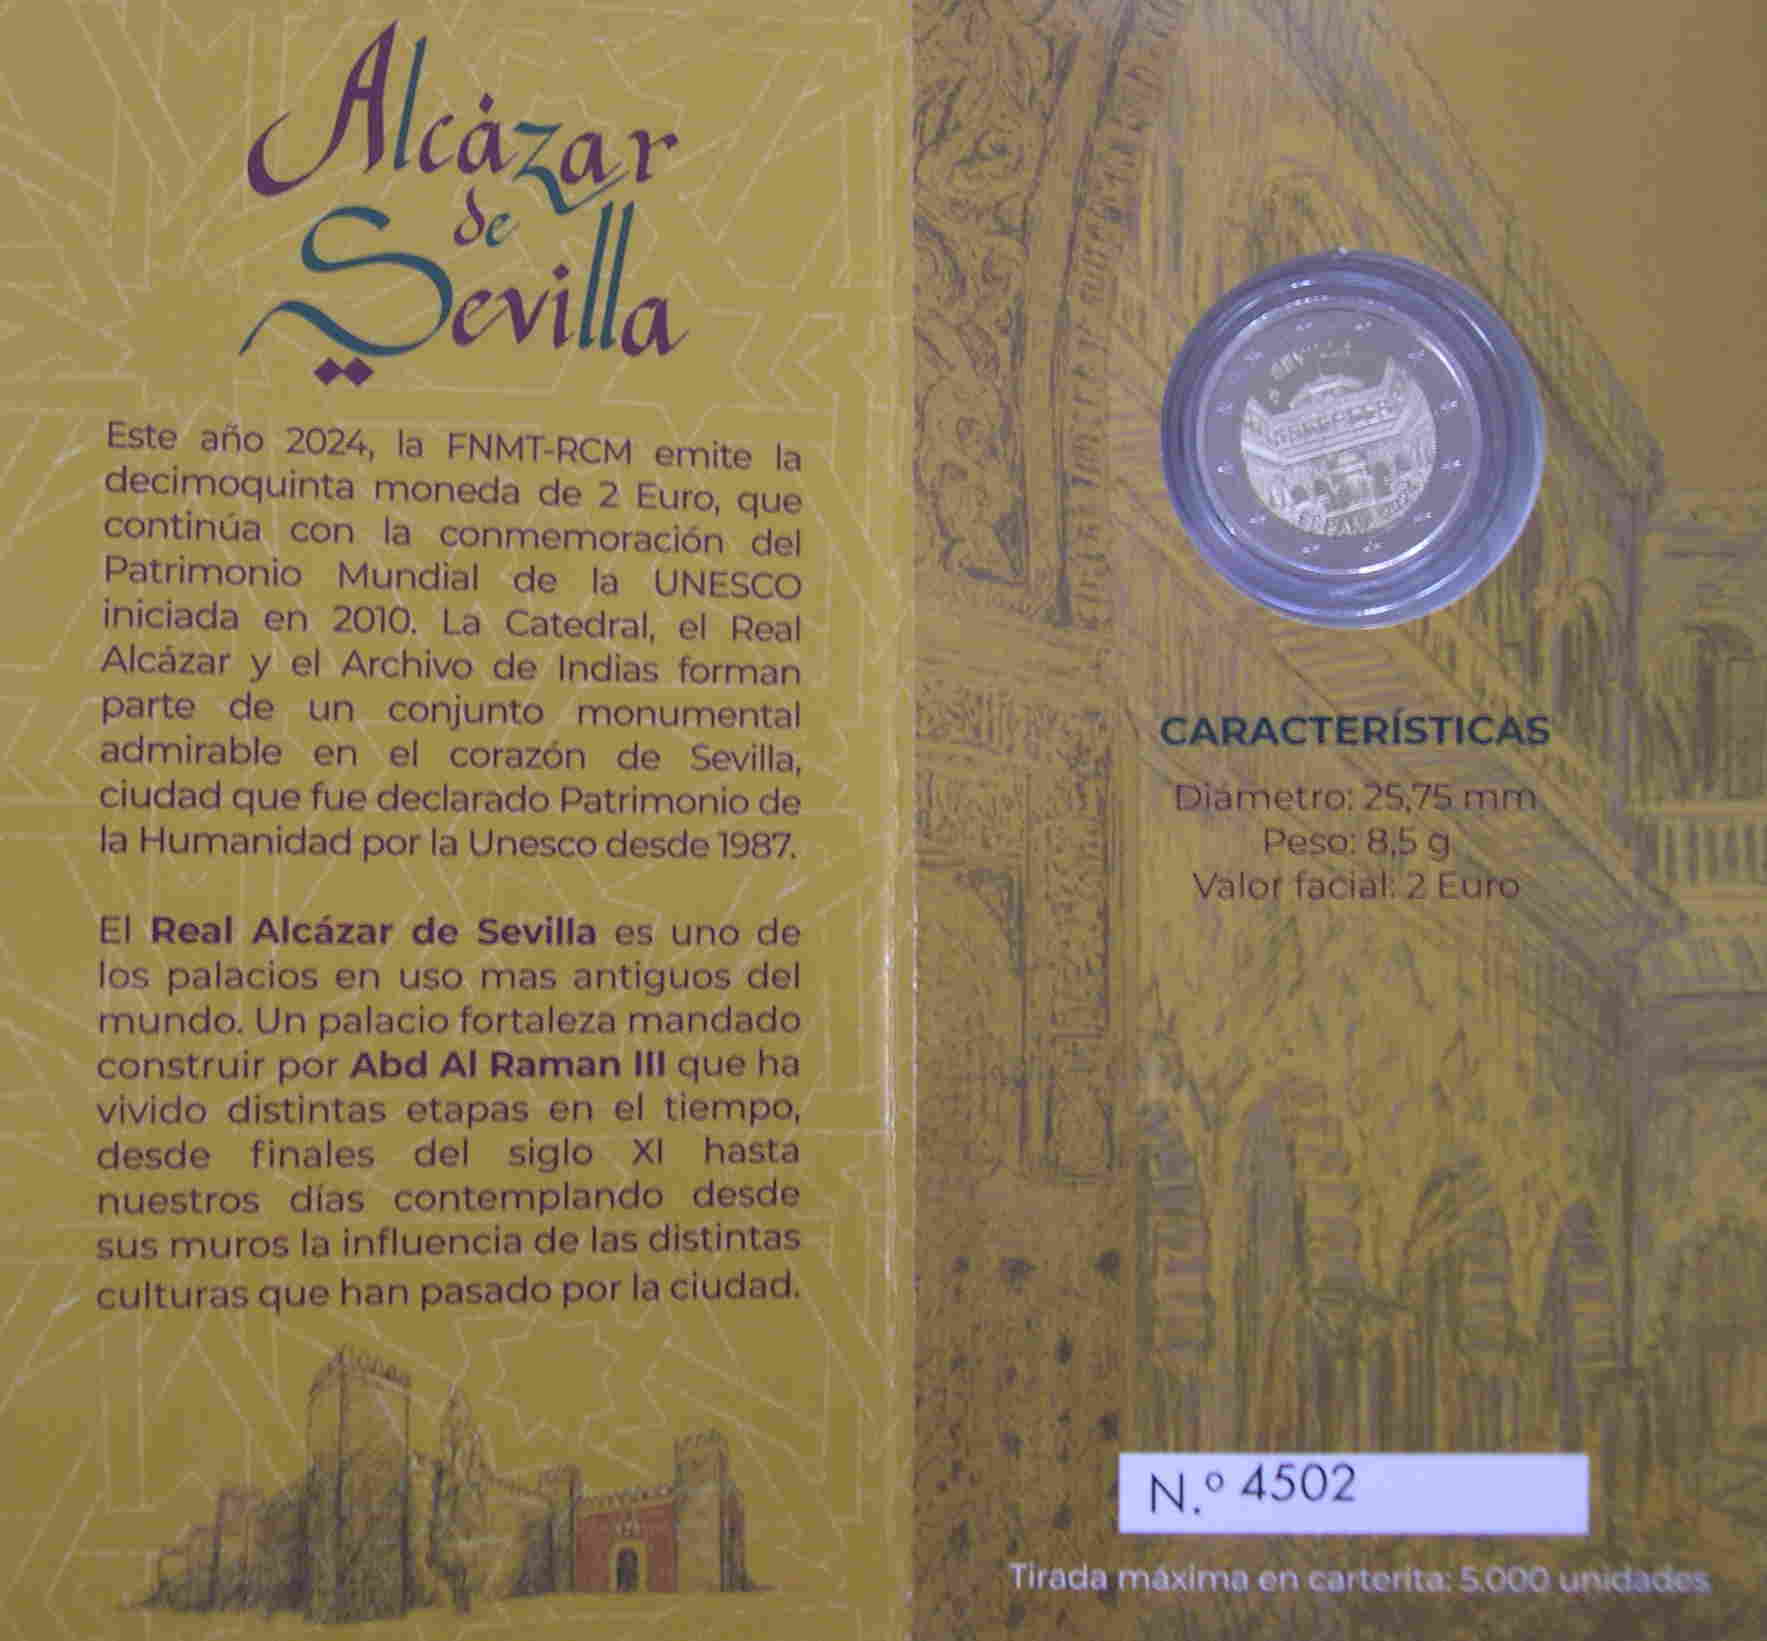 Alcázar
de
Sevilla
Este año 2024, la FNMT-RCM emite la
decimoquinta moneda de 2 Euro, que
continúa con la conmemoración del
Patrimonio Mundial de la UNESCO
iniciada en 2010. La Catedral, el Real
Alcázar y el Archivo de Indias forman
parte de un conjunto monumental
admirable en el corazón de Sevilla,
ciudad que fue declarado Patrimonio de
la Humanidad por la Unesco desde 1987.
El Real Alcázar de Sevilla es uno de
los palacios en uso mas antiguos del
mundo. Un palacio fortaleza mandado
construir por Abd Al Raman III que ha
vivido distintas etapas en el tiempo,
desde finales del siglo XI hasta
nuestros días contemplando desde
sus muros la influencia de las distintas
culturas que han pasado por la ciudad.
CARACTERÍSTICAS
Diámetro: 25,75 mm
Peso: 8,5 g
Valor facial: 2 Euro
N.º 4502
Tirada máxima en carterita: 5.000 unidades